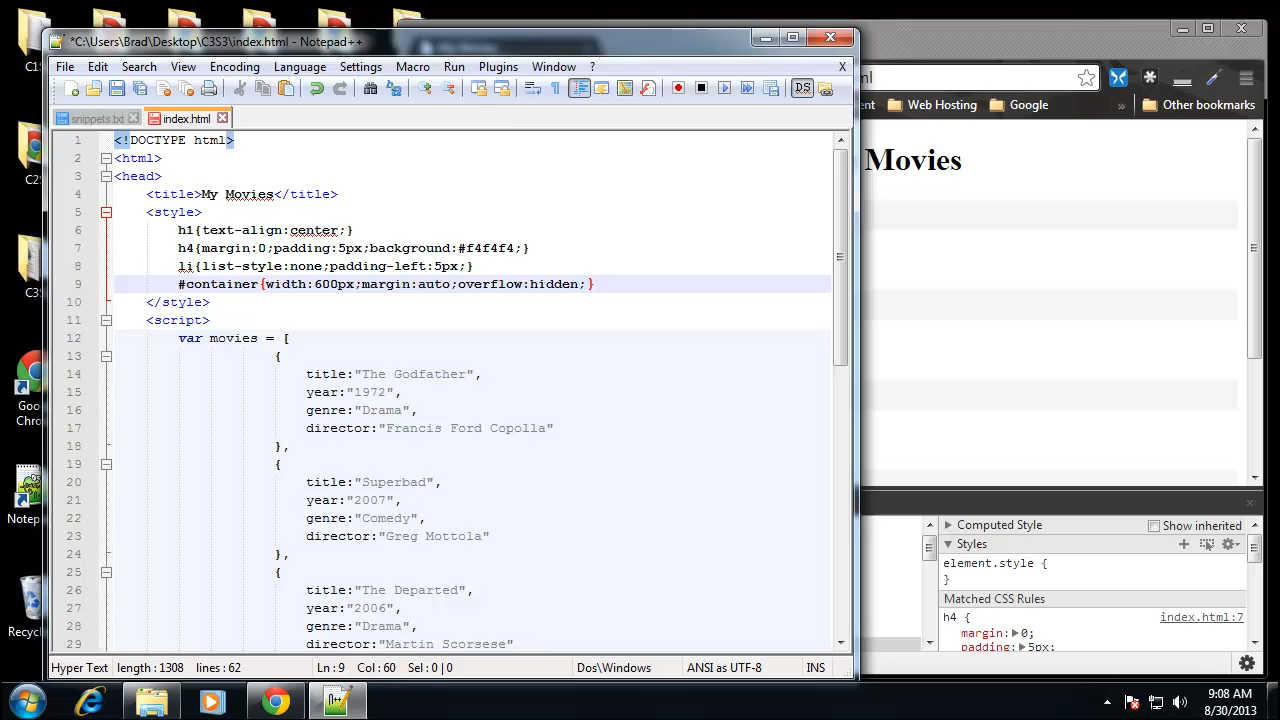 *C:\Users\Brad\Desktop\C3S3\index.html - Notepad++
File Edit Search View Encoding Language Settings Macro Run Plugins Window ? X
snippets.txt index.html
1 <!DOCTYPE html>
2 <html>
3 <head>
4 <title>My Movies</title>
5 <style>
6 h1{text-align:center;}
7 h4{margin:0;padding:5px;background:#f4f4f4;}
8 li{list-style:none;padding-left:5px;}
9 #container{width:600px;margin:auto;overflow:hidden;}
10 </style>
11 <script>
12 var movies = [
13 {
14 title:"The Godfather",
15 year:"1972",
16 genre:"Drama",
17 director:"Francis Ford Copolla"
18 },
19 {
20 title:"Superbad",
21 year:"2007",
22 genre:"Comedy",
23 director:"Greg Mottola"
24 },
25 {
26 title:"The Departed",
27 year:"2006",
28 genre:"Drama",
29 director:"Martin Scorsese"
Hyper Text length : 1308 lines : 62 Ln : 9 Col : 60 Sel : 0 | 0 Dos\Windows ANSI as UTF-8 INS
Web Hosting Google » Other bookmarks
Movies
Computed Style Show inherited
Styles
element.style {
}
Matched CSS Rules
h4 { index.html:7
margin: 0;
padding: 5px;
C1
C2
C3
Goo
Chro
Notep
Recyc
9:08 AM
8/30/2013